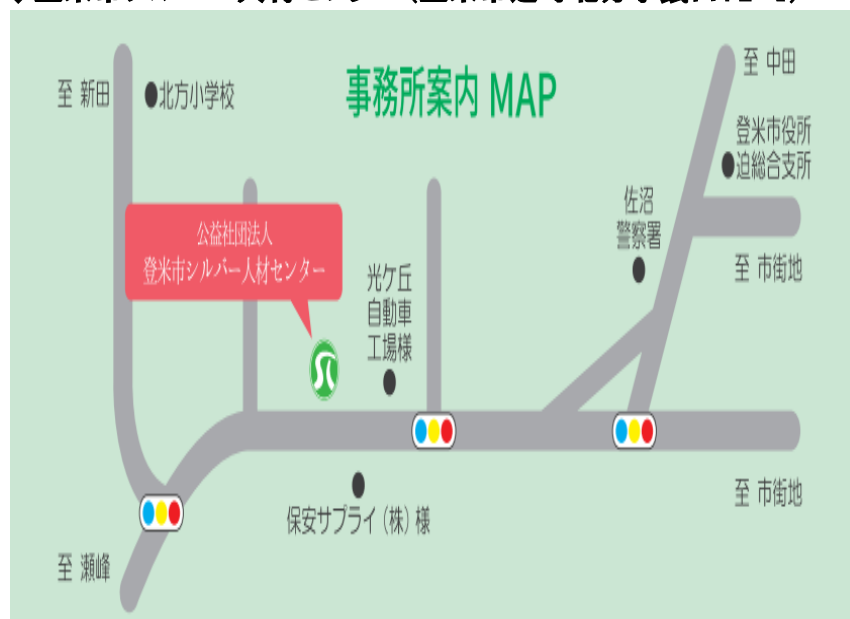 事務所案内 MAP
至 新田
●北方小学校
公益社団法人
登米市シルバー人材センター
光ケ丘
自動車
工場様
保安サプライ（株）様
至 瀬峰
佐沼
警察署
至 中田
登米市役所
●迫総合支所
至 市街地
至 市街地